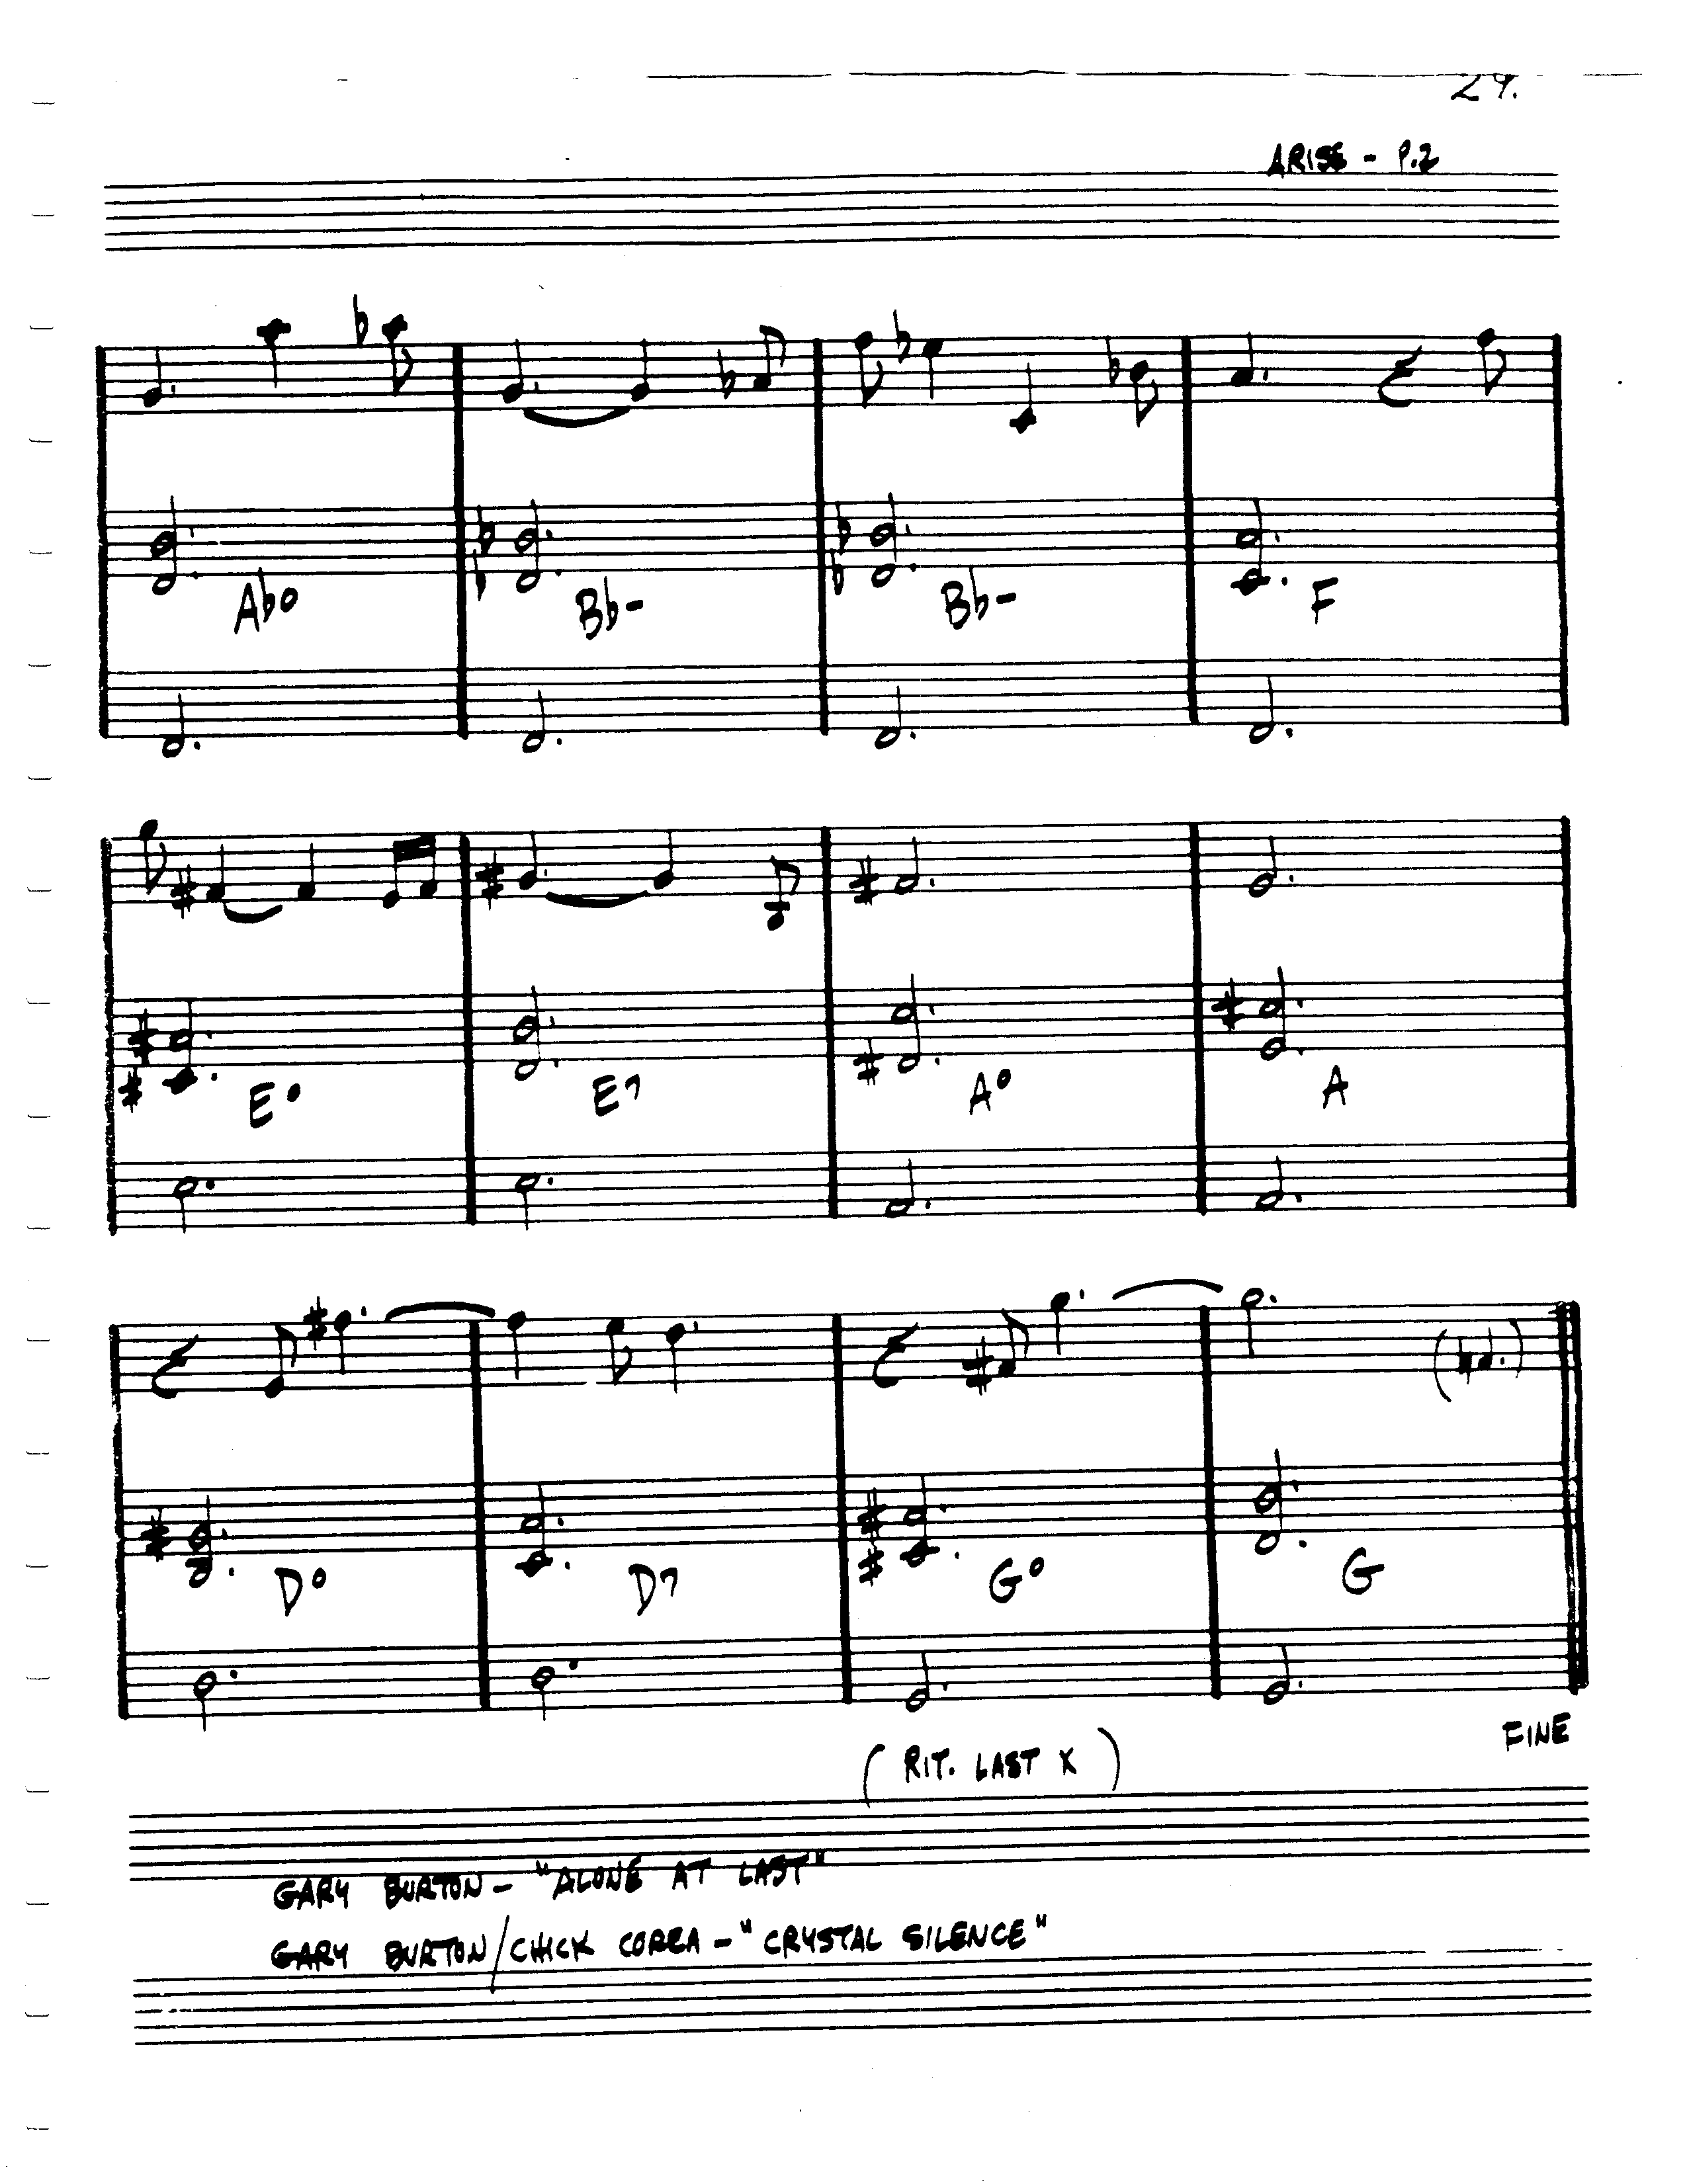 29.
ARISE - P.2
Ab° Bb- Bb- F
E° E7 A° A
D° D7 G° G
FINE
( RIT. LAST X )
GARY BURTON - "ALONE AT LAST"
GARY BURTON/CHICK COREA - "CRYSTAL SILENCE"